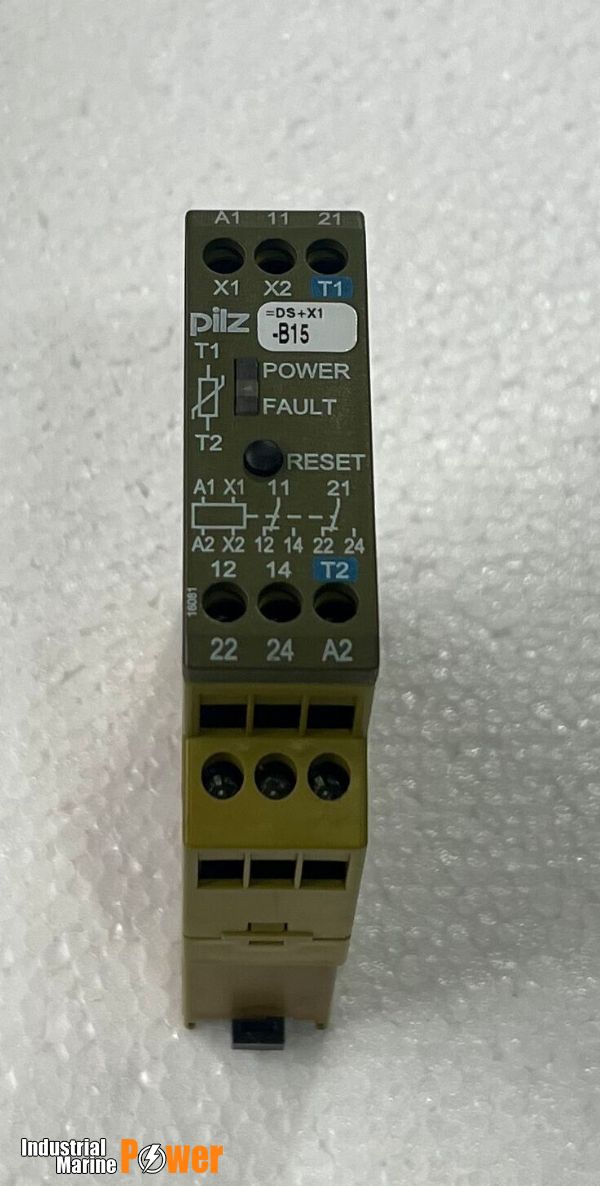 A1 11 21
X1 X2 T1
pilz
=DS+X1
-B15
T1
POWER
FAULT
T2
RESET
A1 X1 11 21
A2 X2 12 14 22 24
12 14 T2
16081
22 24 A2
Industrial
Marine
Power